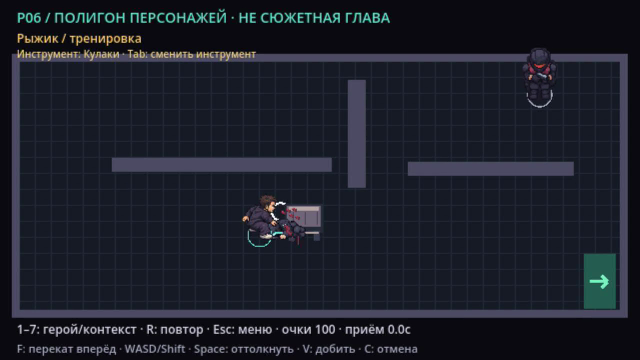 P06 / ПОЛИГОН ПЕРСОНАЖЕЙ · НЕ СЮЖЕТНАЯ ГЛАВА
Рыжик / тренировка
Инструмент: Кулаки · Tab: сменить инструмент
1–7: герой/контекст · R: повтор · Esc: меню · очки 100 · приём 0.0с
F: перекат вперёд · WASD/Shift · Space: оттолкнуть · V: добить · C: отмена